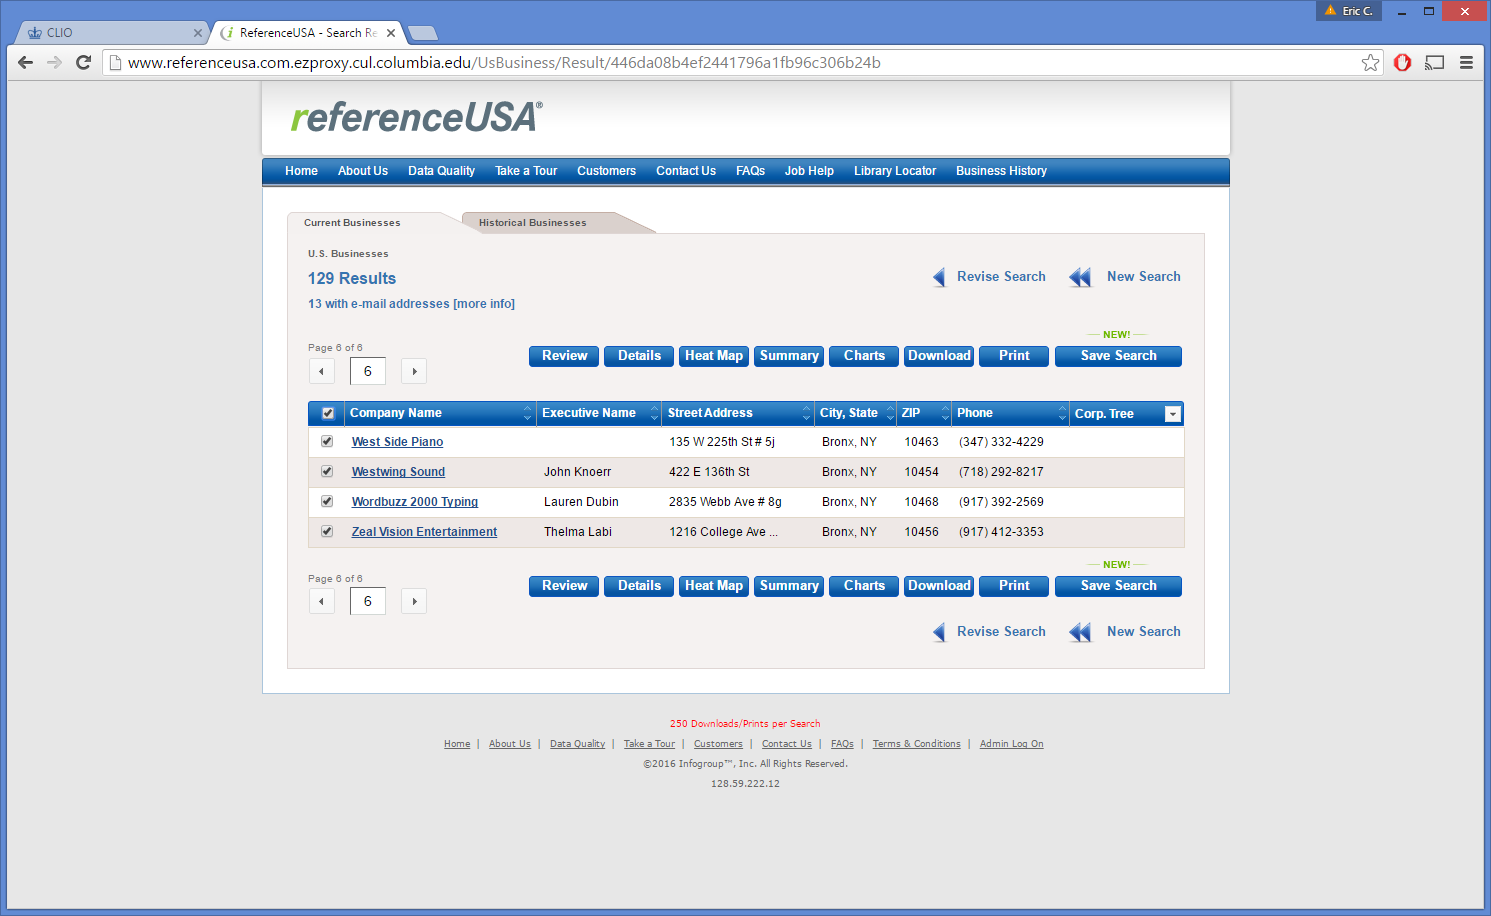 Eric C.
CLIO
ReferenceUSA - Search Re
www.referenceusa.com.ezproxy.cul.columbia.edu/UsBusiness/Result/446da08b4ef2441796a1fb96c306b24b
referenceUSA®
Home About Us Data Quality Take a Tour Customers Contact Us FAQs Job Help Library Locator Business History
Current Businesses Historical Businesses
U.S. Businesses
129 Results
Revise Search New Search
13 with e-mail addresses [more info]
NEW!
Page 6 of 6
6
Review Details Heat Map Summary Charts Download Print Save Search
Company Name Executive Name Street Address City, State ZIP Phone Corp. Tree
West Side Piano 135 W 225th St # 5j Bronx, NY 10463 (347) 332-4229
Westwing Sound John Knoerr 422 E 136th St Bronx, NY 10454 (718) 292-8217
Wordbuzz 2000 Typing Lauren Dubin 2835 Webb Ave # 8g Bronx, NY 10468 (917) 392-2569
Zeal Vision Entertainment Thelma Labi 1216 College Ave ... Bronx, NY 10456 (917) 412-3353
NEW!
Page 6 of 6
6
Review Details Heat Map Summary Charts Download Print Save Search
Revise Search New Search
250 Downloads/Prints per Search
Home | About Us | Data Quality | Take a Tour | Customers | Contact Us | FAQs | Terms & Conditions | Admin Log On
©2016 Infogroup™, Inc. All Rights Reserved.
128.59.222.12